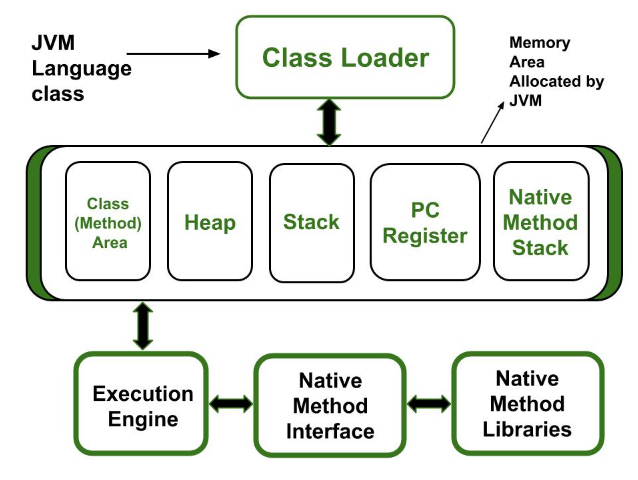 JVM
Language
class
Class Loader
Memory
Area
Allocated by
JVM
Class
(Method)
Area
Heap
Stack
PC
Register
Native
Method
Stack
Execution
Engine
Native
Method
Interface
Native
Method
Libraries